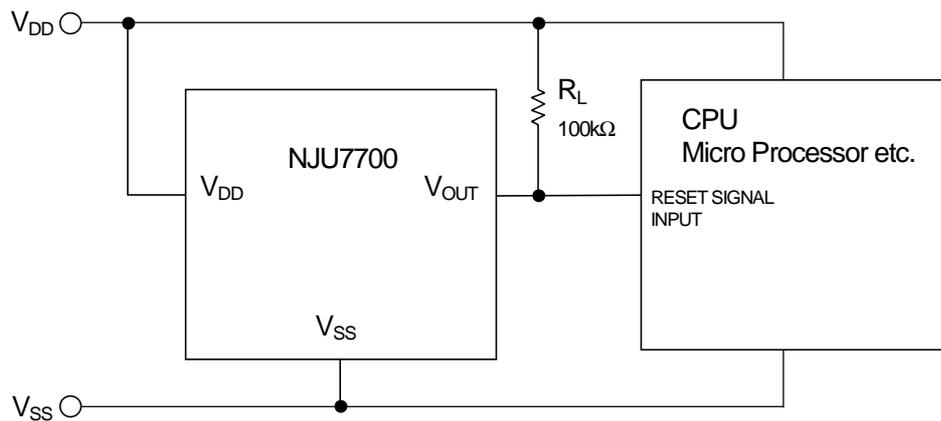 VDD
RL
100kΩ
CPU
Micro Processor etc.
NJU7700
VDD
VOUT
RESET SIGNAL
INPUT
VSS
VSS